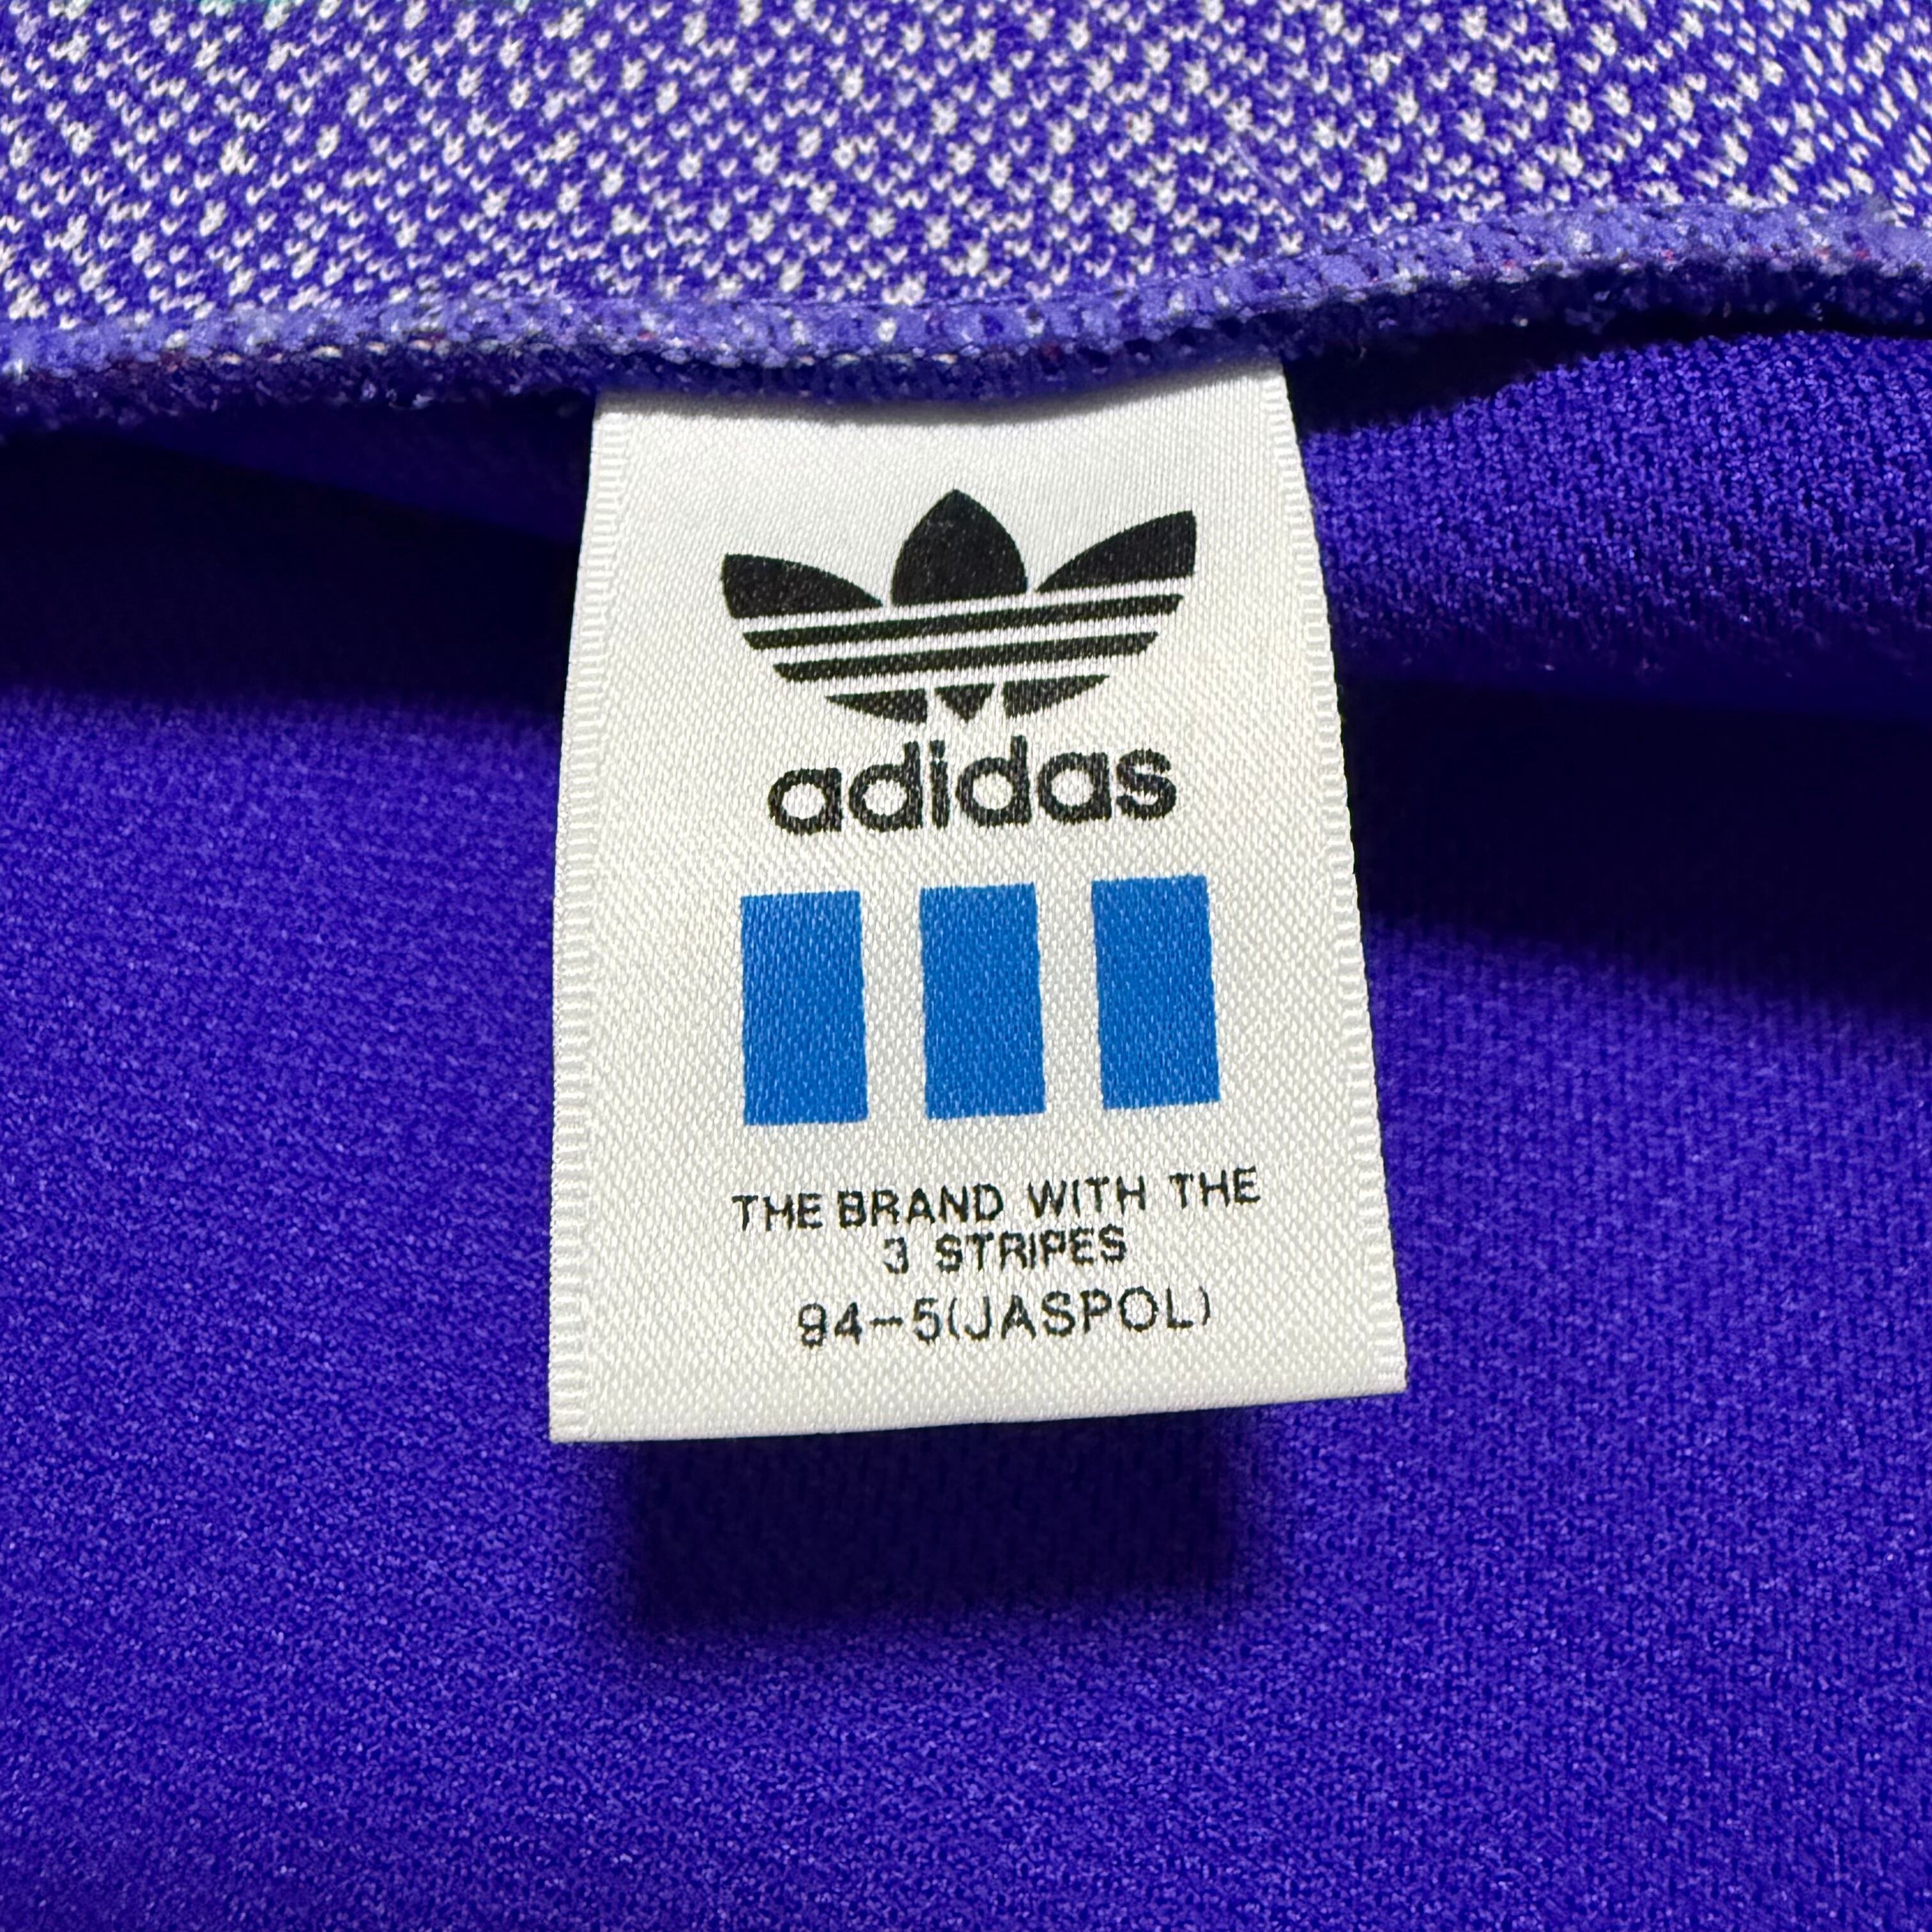 adidas
THE BRAND WITH THE
3 STRIPES
94-5(JASPOL)